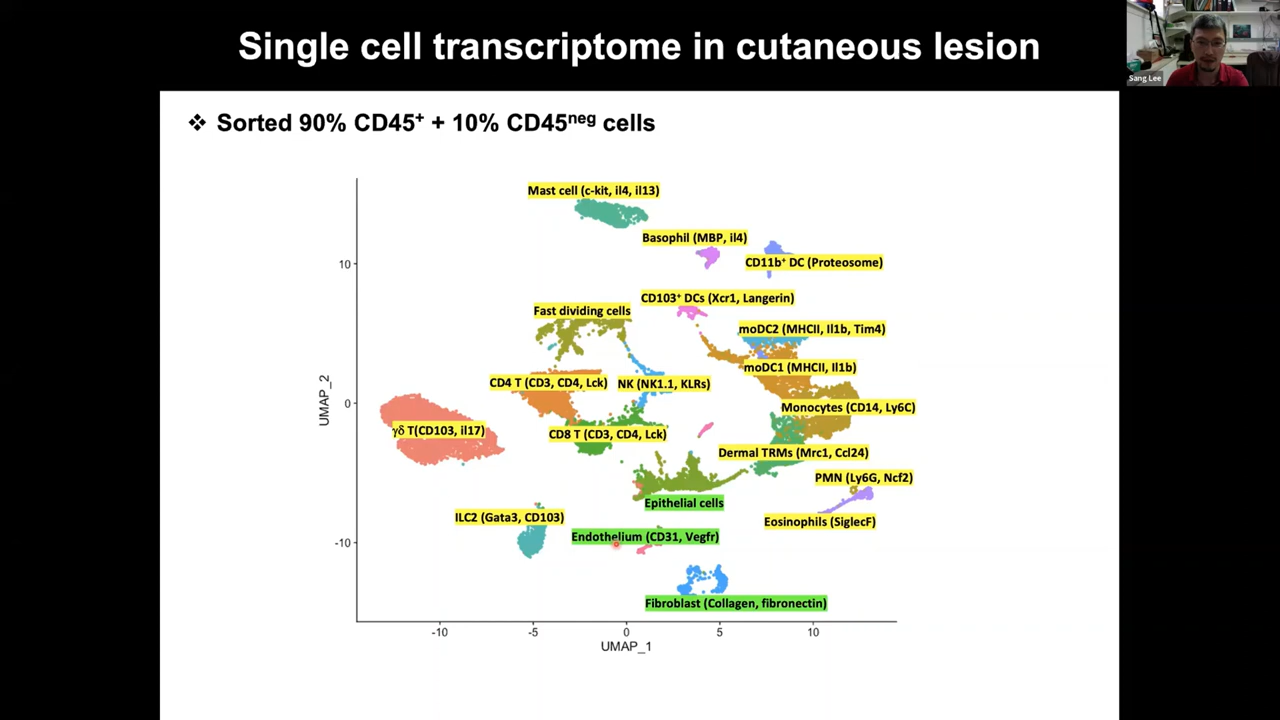 Single cell transcriptome in cutaneous lesion
Sang Lee
❖ Sorted 90% CD45⁺ + 10% CD45ⁿᵉᵍ cells
Mast cell (c-kit, il4, il13)
Basophil (MBP, il4)
CD11b⁺ DC (Proteosome)
CD103⁺ DCs (Xcr1, Langerin)
Fast dividing cells
moDC2 (MHCII, Il1b, Tim4)
moDC1 (MHCII, Il1b)
CD4 T (CD3, CD4, Lck)
NK (NK1.1, KLRs)
Monocytes (CD14, Ly6C)
γδ T(CD103, il17)
CD8 T (CD3, CD4, Lck)
Dermal TRMs (Mrc1, Ccl24)
PMN (Ly6G, Ncf2)
Epithelial cells
ILC2 (Gata3, CD103)
Eosinophils (SiglecF)
Endothelium (CD31, Vegfr)
Fibroblast (Collagen, fibronectin)
UMAP_2
10
0
-10
-10
-5
0
5
10
UMAP_1